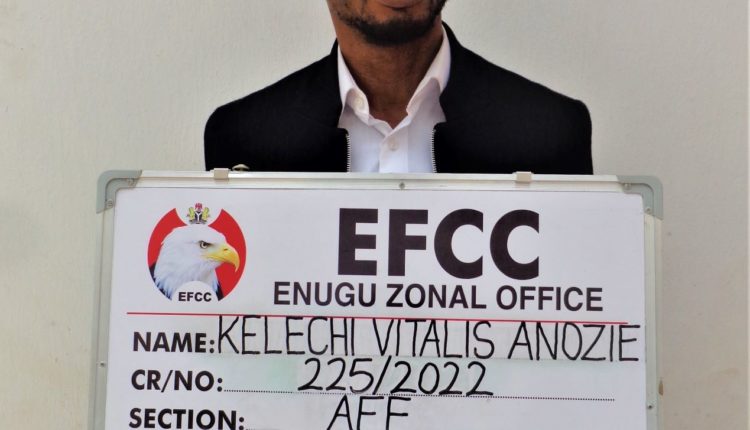 EFCC
EFCC
ENUGU ZONAL OFFICE
NAME: KELECHI VITALIS ANOZIE
CR/NO: 225/2022
SECTION: AFF